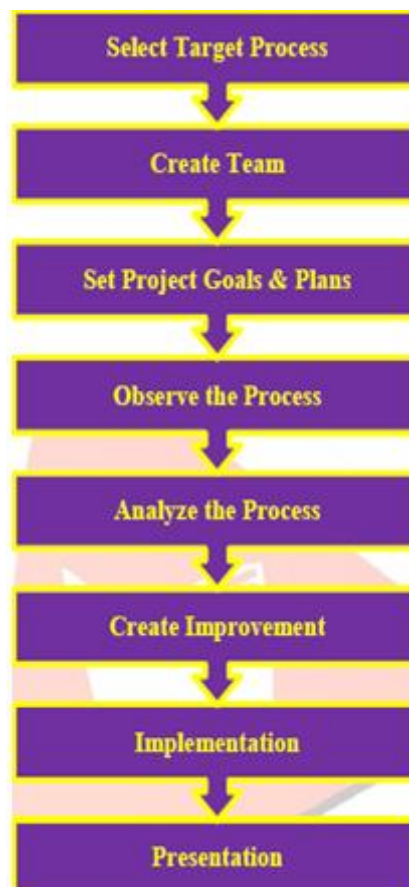 Select Target Process
Create Team
Set Project Goals & Plans
Observe the Process
Analyze the Process
Create Improvement
Implementation
Presentation